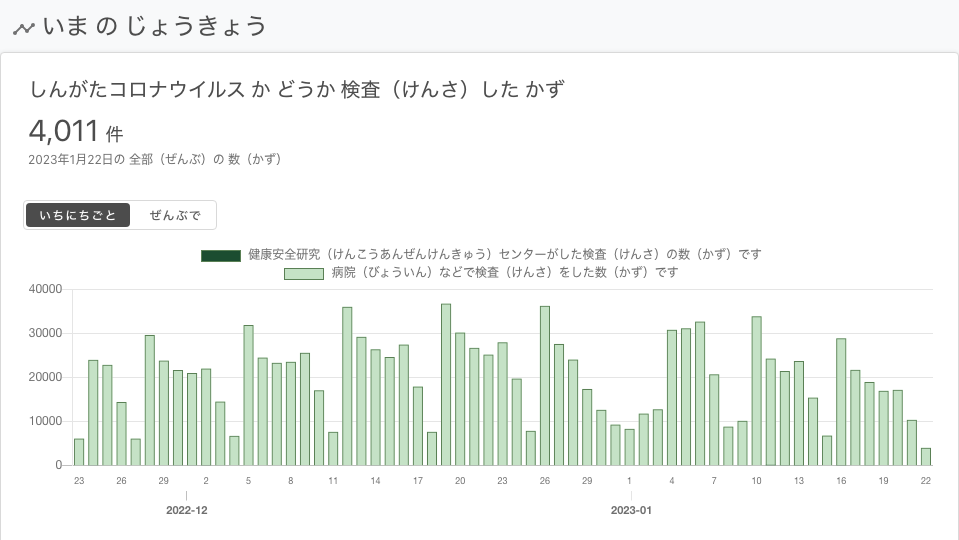 いま の じょうきょう
しんがたコロナウイルス か どうか 検査（けんさ）した かず
4,011 件
2023年1月22日の 全部（ぜんぶ）の 数（かず）
いちにちごと ぜんぶで
健康安全研究（けんこうあんぜんけんきゅう）センターがした検査（けんさ）の数（かず）です
病院（びょういん）などで検査（けんさ）をした数（かず）です
40000
30000
20000
10000
0
23 26 29 2 5 8 11 14 17 20 23 26 29 1 4 7 10 13 16 19 22
2022-12 2023-01